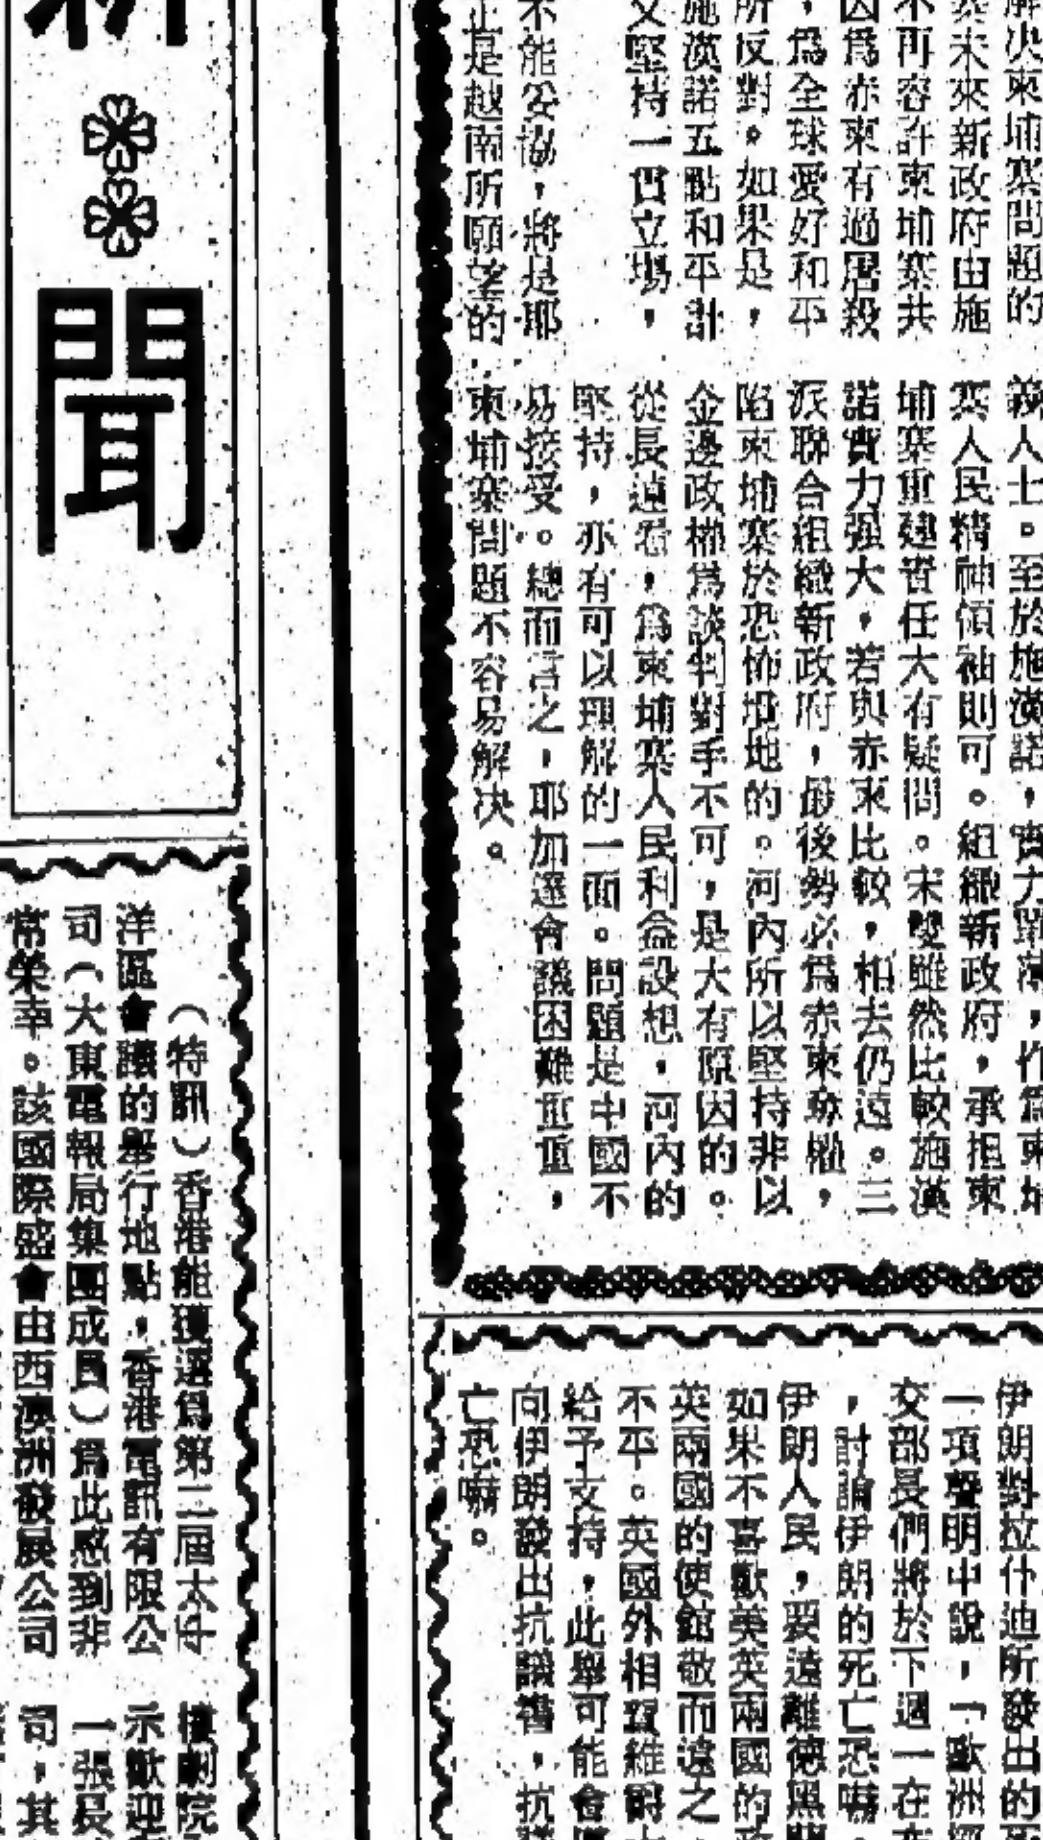 解决柬埔寨問題的
寨未來新政府由施
不再容許柬埔寨共
因爲赤柬有過屠殺
，爲全球愛好和平
所反對。如果是，
施漢諾五點和平計
又堅持一貫立場，
不能妥協，將是耶
正是越南所願望的
義人士。至於施漢諾，實力單薄，作爲柬埔
寨人民精神領袖則可。組織新政府，承担柬
埔寨重建責任大有疑問。宋雙雖然比較施漢
諾實力强大，若與赤柬比較，相去仍遠。三
派聯合組織新政府，最後勢必爲赤柬專權，
陷柬埔寨於恐怖境地的。河內所以堅持非以
金邊政權爲談判對手不可，是大有原因的。
從長遠看，爲柬埔寨人民利益設想，河內的
堅持，亦有可以理解的一面。問題是中國不
易接受。總而言之，耶加達會議困難重重，
柬埔寨問題不容易解决。
新聞
伊朗對拉什迪所發出的死
一項聲明中說，「歐洲經
交部長們將於下週一在布
，討論伊朗的死亡恐嚇。
伊朗人民，要遠離德黑蘭
如果不喜歡英英兩國的政
英兩國的使館敬而遠之，
不平。英國外相賀維爵士
給予支持，此舉可能會
向伊朗發出抗議書，抗議
亡恐嚇。
（特訊）香港能獲選爲第二屆太平
洋區會議的舉行地點，香港電訊有限公
司（大東電報局集團成員）爲此感到非
常榮幸。該國際盛會由西澳洲發展公司
樓劇院
示歡迎
一張長
司，其